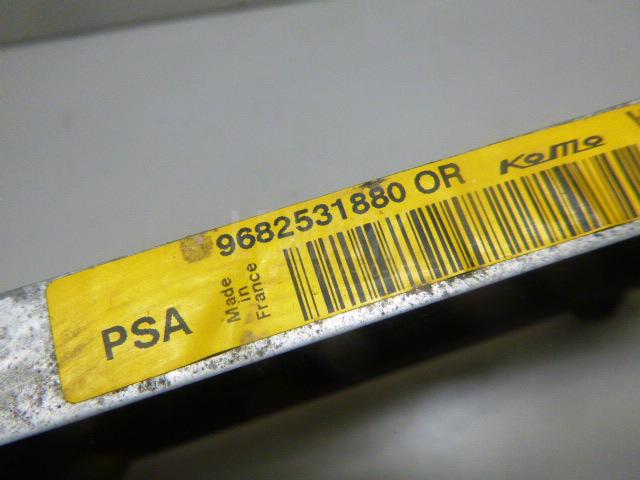 9682531880 OR
KoMo
Made
in
France
PSA